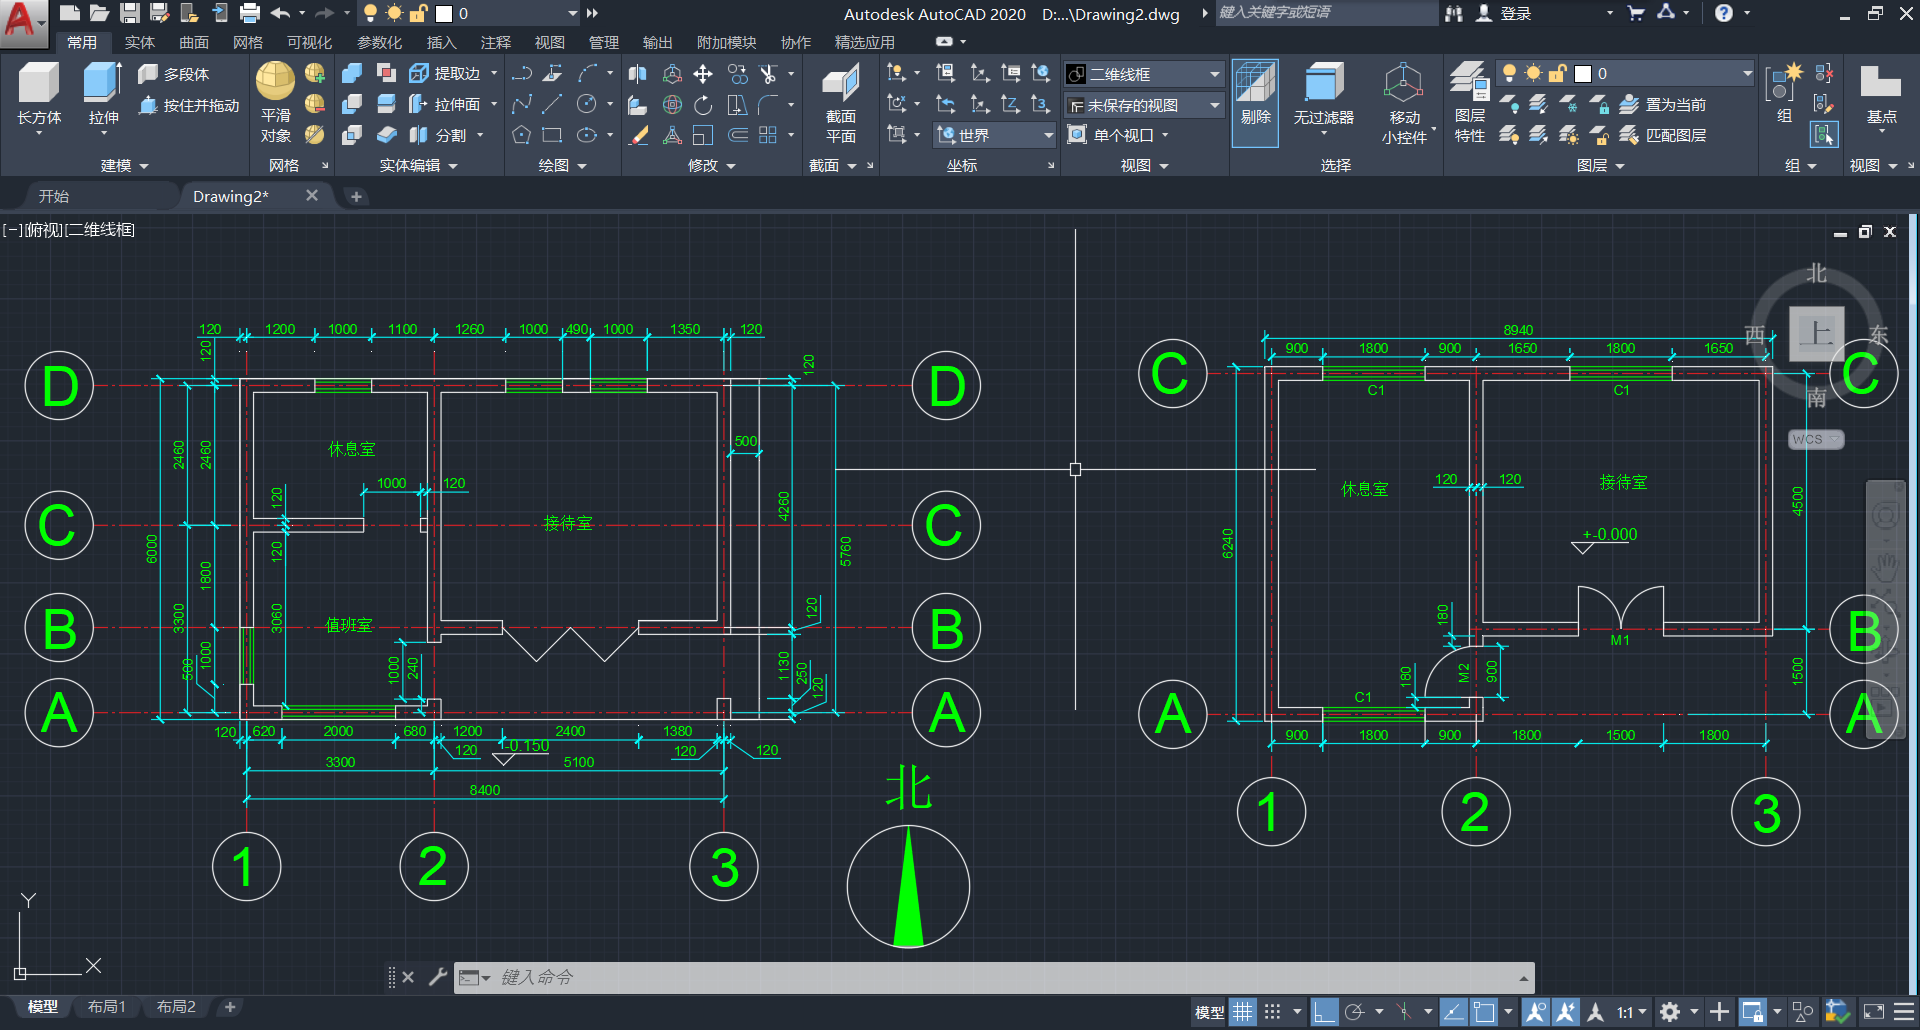 0
Autodesk AutoCAD 2020   D:...\Drawing2.dwg
键入关键字或短语
登录
常用 实体 曲面 网格 可视化 参数化 插入 注释 视图 管理 输出 附加模块 协作 精选应用
长方体
拉伸
多段体
按住并拖动
建模
平滑
对象
网格
提取边
拉伸面
分割
实体编辑
绘图
修改
截面
平面
截面
世界
坐标
二维线框
未保存的视图
单个视口
视图
剔除
无过滤器
移动
小控件
选择
图层
特性
0
置为当前
匹配图层
图层
组
组
基点
视图
开始
Drawing2*
[−][俯视][二维线框]
北
西
上
东
南
WCS
120 1200 1000 1100 1260 1000 490 1000 1350 120
120
120
D
D
2460
2460
休息室
500
1000
120
120
4260
C
接待室
C
6000
120
5760
1800
3300
3060
120
B
值班室
B
500
1000
1000
240
1130
250
120
A
A
120 620 2000 680 1200 2400 1380
120
-0.150
120
120
3300
5100
8400
1
2
3
北
8940
900 1800 900 1650 1800 1650
C
C
C1
C1
120
120
休息室
接待室
4500
6240
+-0.000
180
B
M1
180
M2
900
1500
C1
A
A
900 1800 900 1800 1500 1800
1
2
3
Y
X
键入命令
模型
布局1
布局2
模型
1:1